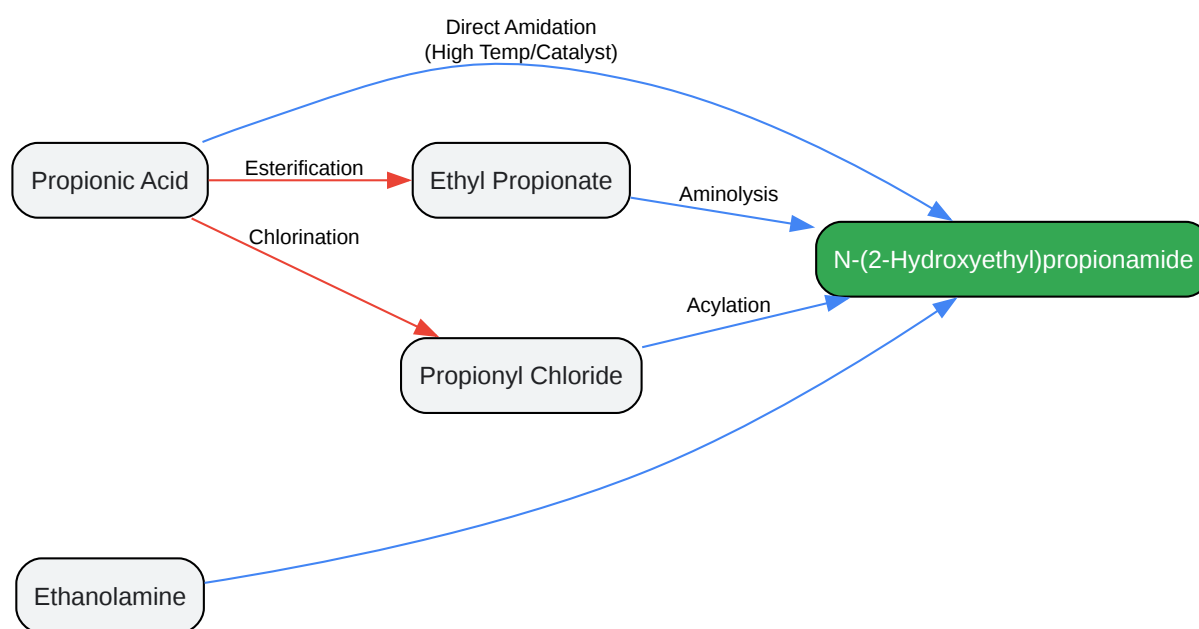 Direct Amidation
(High Temp/Catalyst)
Propionic Acid
Esterification
Ethyl Propionate
Aminolysis
Chlorination
N-(2-Hydroxyethyl)propionamide
Acylation
Propionyl Chloride
Ethanolamine